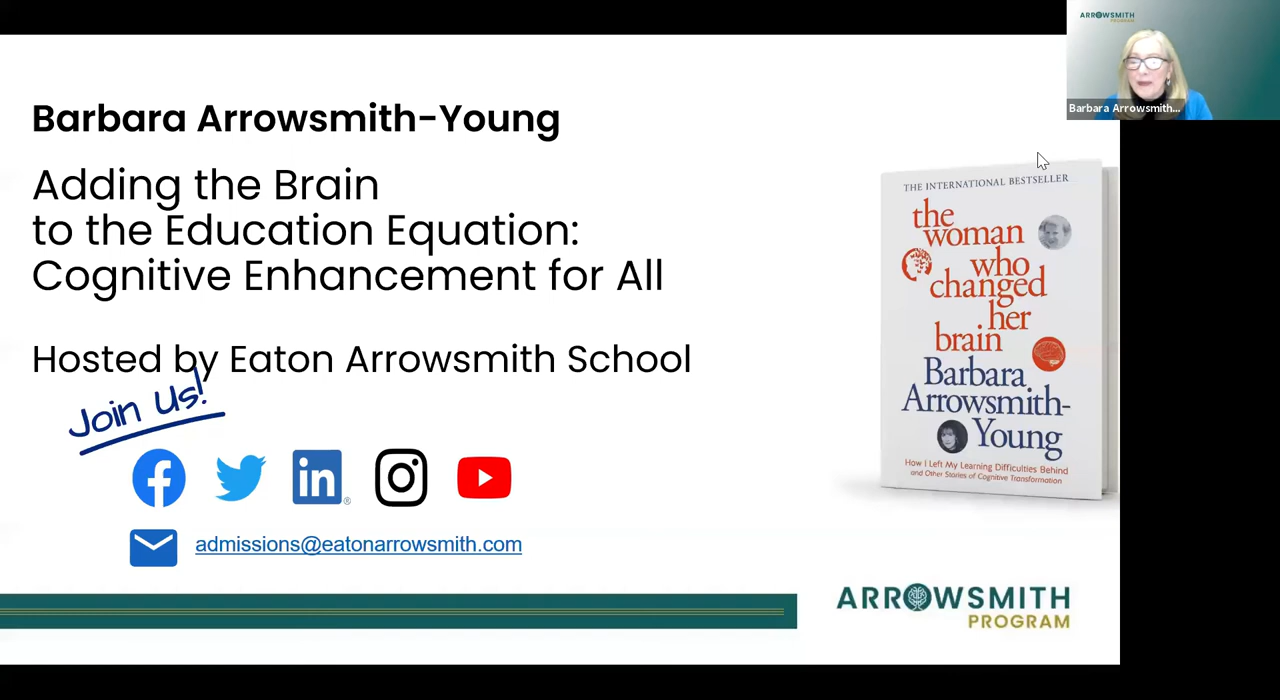 ARROWSMITH
PROGRAM
Barbara Arrowsmith...
Barbara Arrowsmith-Young
Adding the Brain
to the Education Equation:
Cognitive Enhancement for All
Hosted by Eaton Arrowsmith School
Join Us!
in
®
admissions@eatonarrowsmith.com
THE INTERNATIONAL BESTSELLER
the
woman
who
changed
her
brain
Barbara
Arrowsmith-
Young
How I Left My Learning Difficulties Behind
and Other Stories of Cognitive Transformation
ARROWSMITH
PROGRAM